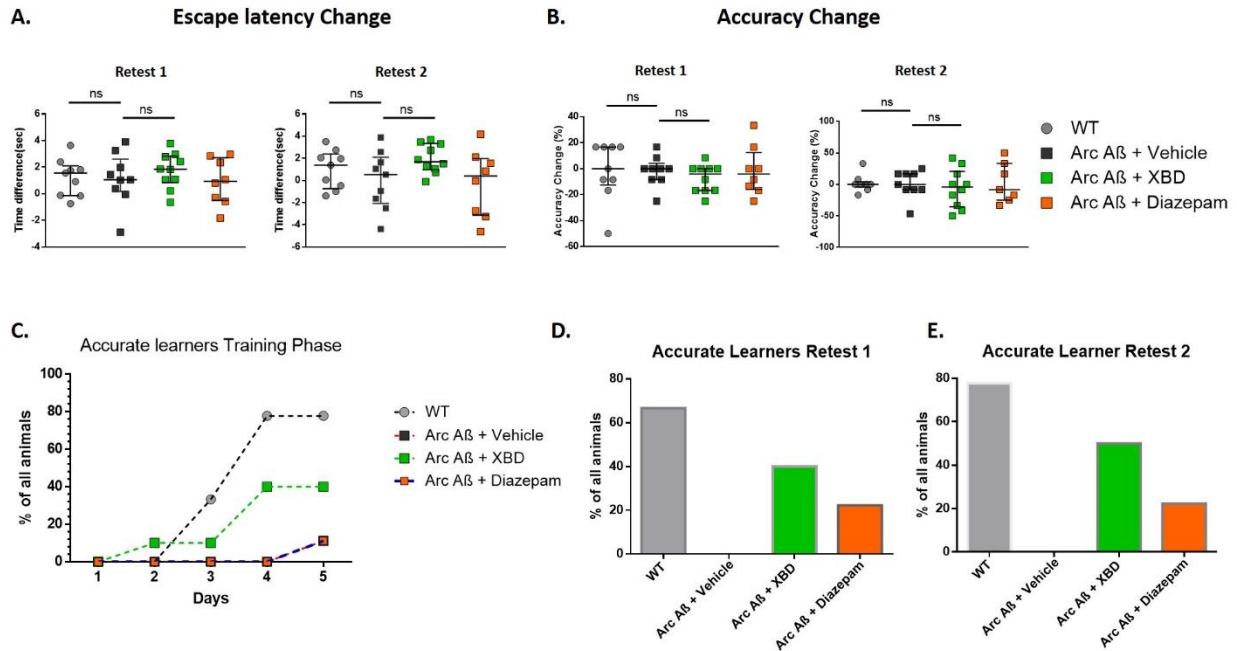 A.
Escape latency Change
Retest 1
Retest 2
ns
ns
ns
ns
Time difference(sec)
6
4
2
0
-2
-4
Time difference(sec)
6
4
2
0
-2
-4
-6
B.
Accuracy Change
Retest 1
Retest 2
ns
ns
ns
ns
Accuracy Change (%)
40
20
0
-20
-40
-60
Accuracy Change (%)
100
50
0
-50
-100
WT
Arc Aß + Vehicle
Arc Aß + XBD
Arc Aß + Diazepam
C.
Accurate learners Training Phase
% of all animals
100
80
60
40
20
0
1 2 3 4 5
Days
WT
Arc Aß + Vehicle
Arc Aß + XBD
Arc Aß + Diazepam
D.
Accurate Learners Retest 1
% of all animals
80
60
40
20
0
WT
Arc Aß + Vehicle
Arc Aß + XBD
Arc Aß + Diazepam
E.
Accurate Learner Retest 2
% of all animals
80
60
40
20
0
WT
Arc Aß + Vehicle
Arc Aß + XBD
Arc Aß + Diazepam